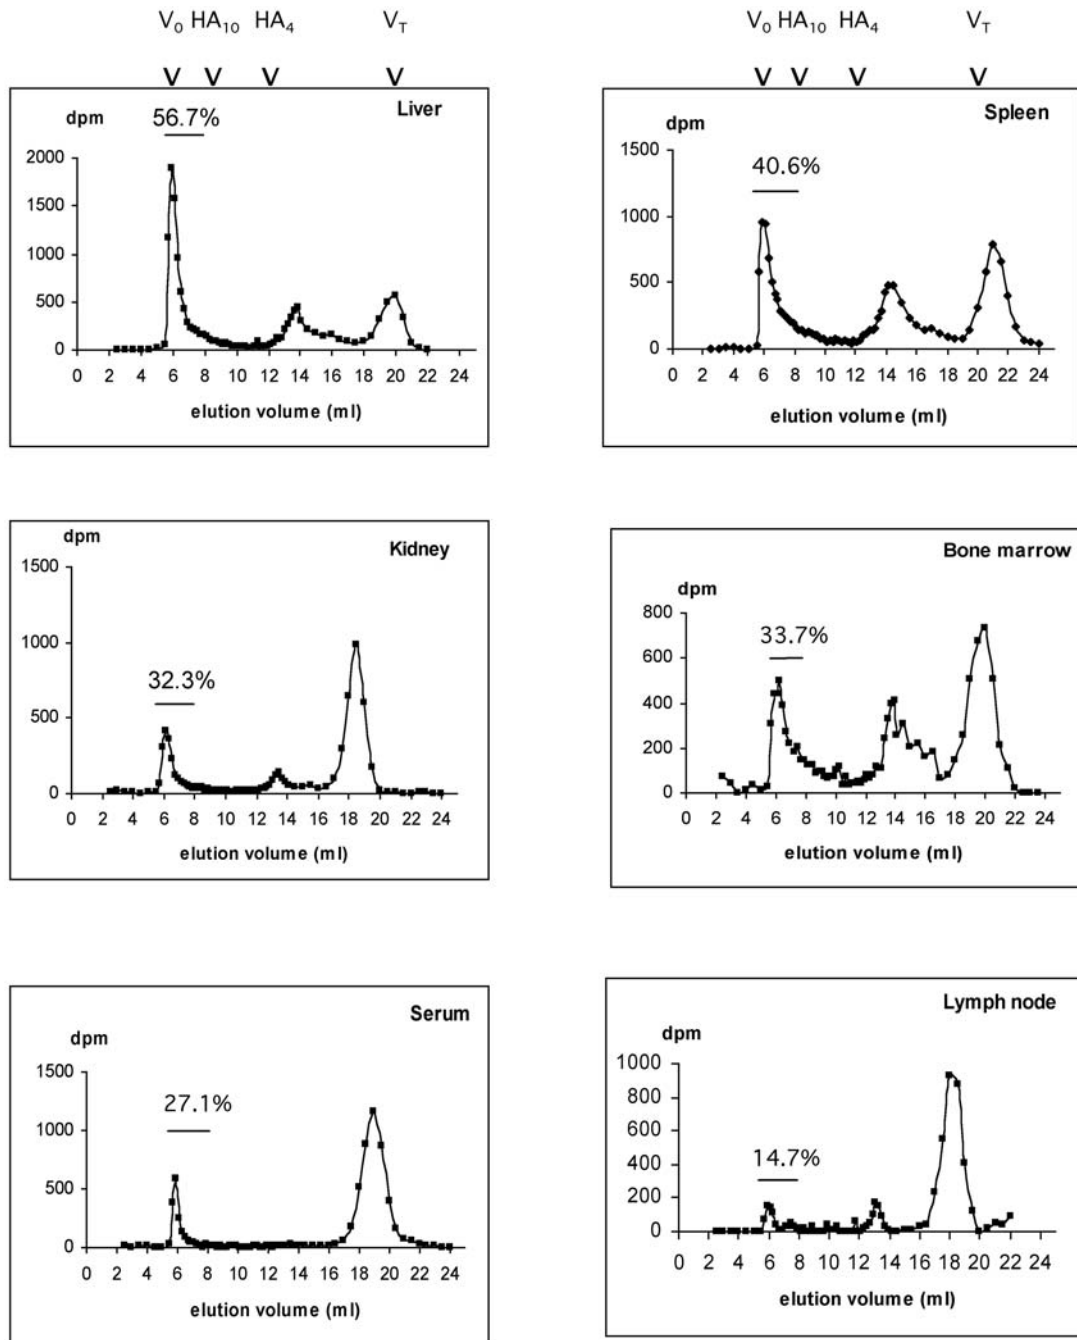 V0 HA10 HA4 VT
V0 HA10 HA4 VT
Liver
dpm
56.7%
2000
1500
1000
500
0
0 2 4 6 8 10 12 14 16 18 20 22 24
elution volume (ml)
Spleen
dpm
40.6%
1500
1000
500
0
0 2 4 6 8 10 12 14 16 18 20 22 24
elution volume (ml)
Kidney
dpm
32.3%
1500
1000
500
0
0 2 4 6 8 10 12 14 16 18 20 22 24
elution volume (ml)
Bone marrow
dpm
33.7%
800
600
400
200
0
0 2 4 6 8 10 12 14 16 18 20 22 24
elution volume (ml)
Serum
dpm
27.1%
1500
1000
500
0
0 2 4 6 8 10 12 14 16 18 20 22 24
elution volume (ml)
Lymph node
dpm
14.7%
1000
800
600
400
200
0
0 2 4 6 8 10 12 14 16 18 20 22 24
elution volume (ml)